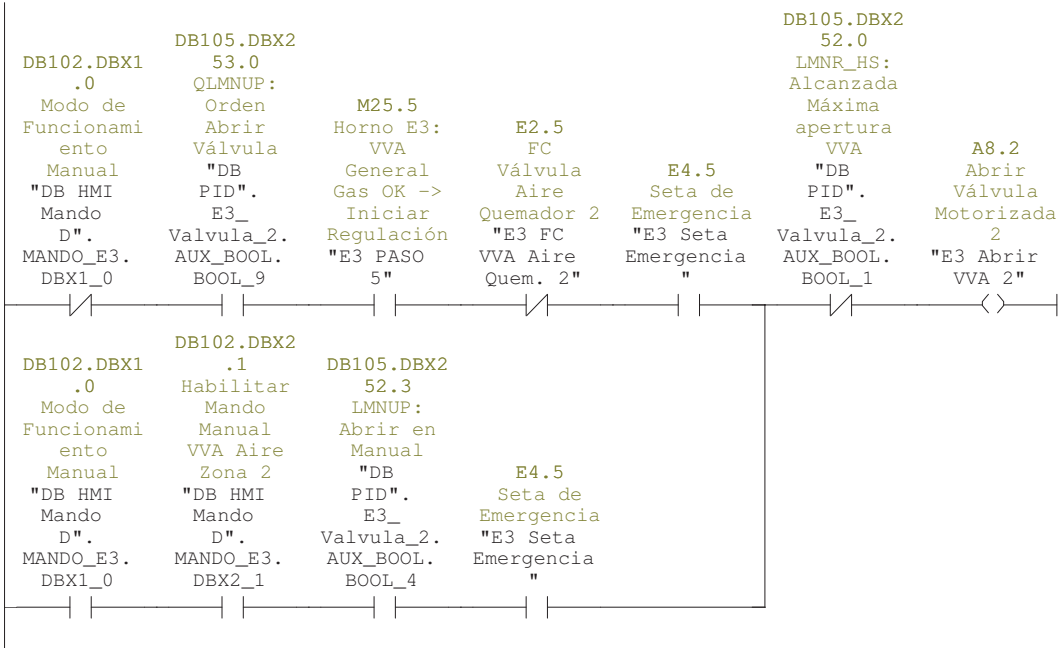 DB102.DBX1
.0
Modo de
Funcionami
ento
Manual
"DB HMI
Mando
D".
MANDO_E3.
DBX1_0
DB105.DBX2
53.0
QLMNUP:
Orden
Abrir
Válvula
"DB
PID".
E3_
Valvula_2.
AUX_BOOL.
BOOL_9
M25.5
Horno E3:
VVA
General
Gas OK ->
Iniciar
Regulación
"E3 PASO
5"
E2.5
FC
Válvula
Aire
Quemador 2
"E3 FC
VVA Aire
Quem. 2"
E4.5
Seta de
Emergencia
"E3 Seta
Emergencia
"
DB105.DBX2
52.0
LMNR_HS:
Alcanzada
Máxima
apertura
VVA
"DB
PID".
E3_
Valvula_2.
AUX_BOOL.
BOOL_1
A8.2
Abrir
Válvula
Motorizada
2
"E3 Abrir
VVA 2"
DB102.DBX1
.0
Modo de
Funcionami
ento
Manual
"DB HMI
Mando
D".
MANDO_E3.
DBX1_0
DB102.DBX2
.1
Habilitar
Mando
Manual
VVA Aire
Zona 2
"DB HMI
Mando
D".
MANDO_E3.
DBX2_1
DB105.DBX2
52.3
LMNUP:
Abrir en
Manual
"DB
PID".
E3_
Valvula_2.
AUX_BOOL.
BOOL_4
E4.5
Seta de
Emergencia
"E3 Seta
Emergencia
"